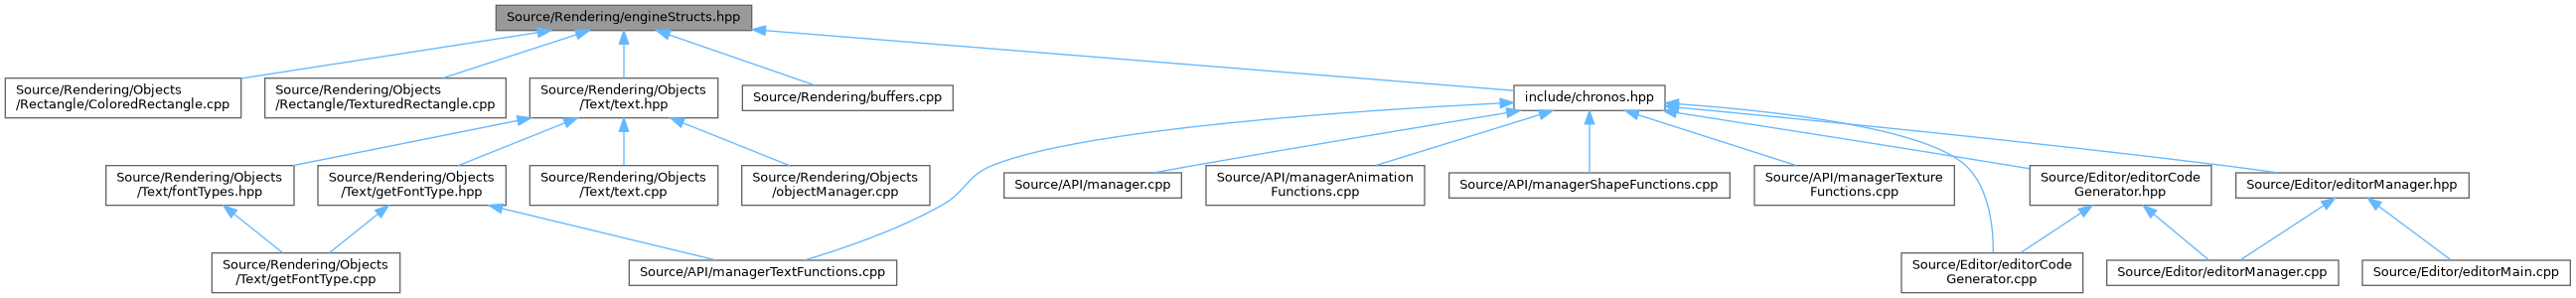 Source/Rendering/engineStructs.hpp
Source/Rendering/Objects
/Rectangle/ColoredRectangle.cpp
Source/Rendering/Objects
/Rectangle/TexturedRectangle.cpp
Source/Rendering/Objects
/Text/text.hpp
Source/Rendering/buffers.cpp
include/chronos.hpp
Source/Rendering/Objects
/Text/fontTypes.hpp
Source/Rendering/Objects
/Text/getFontType.hpp
Source/Rendering/Objects
/Text/text.cpp
Source/Rendering/Objects
/objectManager.cpp
Source/API/manager.cpp
Source/API/managerAnimation
Functions.cpp
Source/API/managerShapeFunctions.cpp
Source/API/managerTexture
Functions.cpp
Source/Editor/editorCode
Generator.hpp
Source/Editor/editorManager.hpp
Source/Rendering/Objects
/Text/getFontType.cpp
Source/API/managerTextFunctions.cpp
Source/Editor/editorCode
Generator.cpp
Source/Editor/editorManager.cpp
Source/Editor/editorMain.cpp